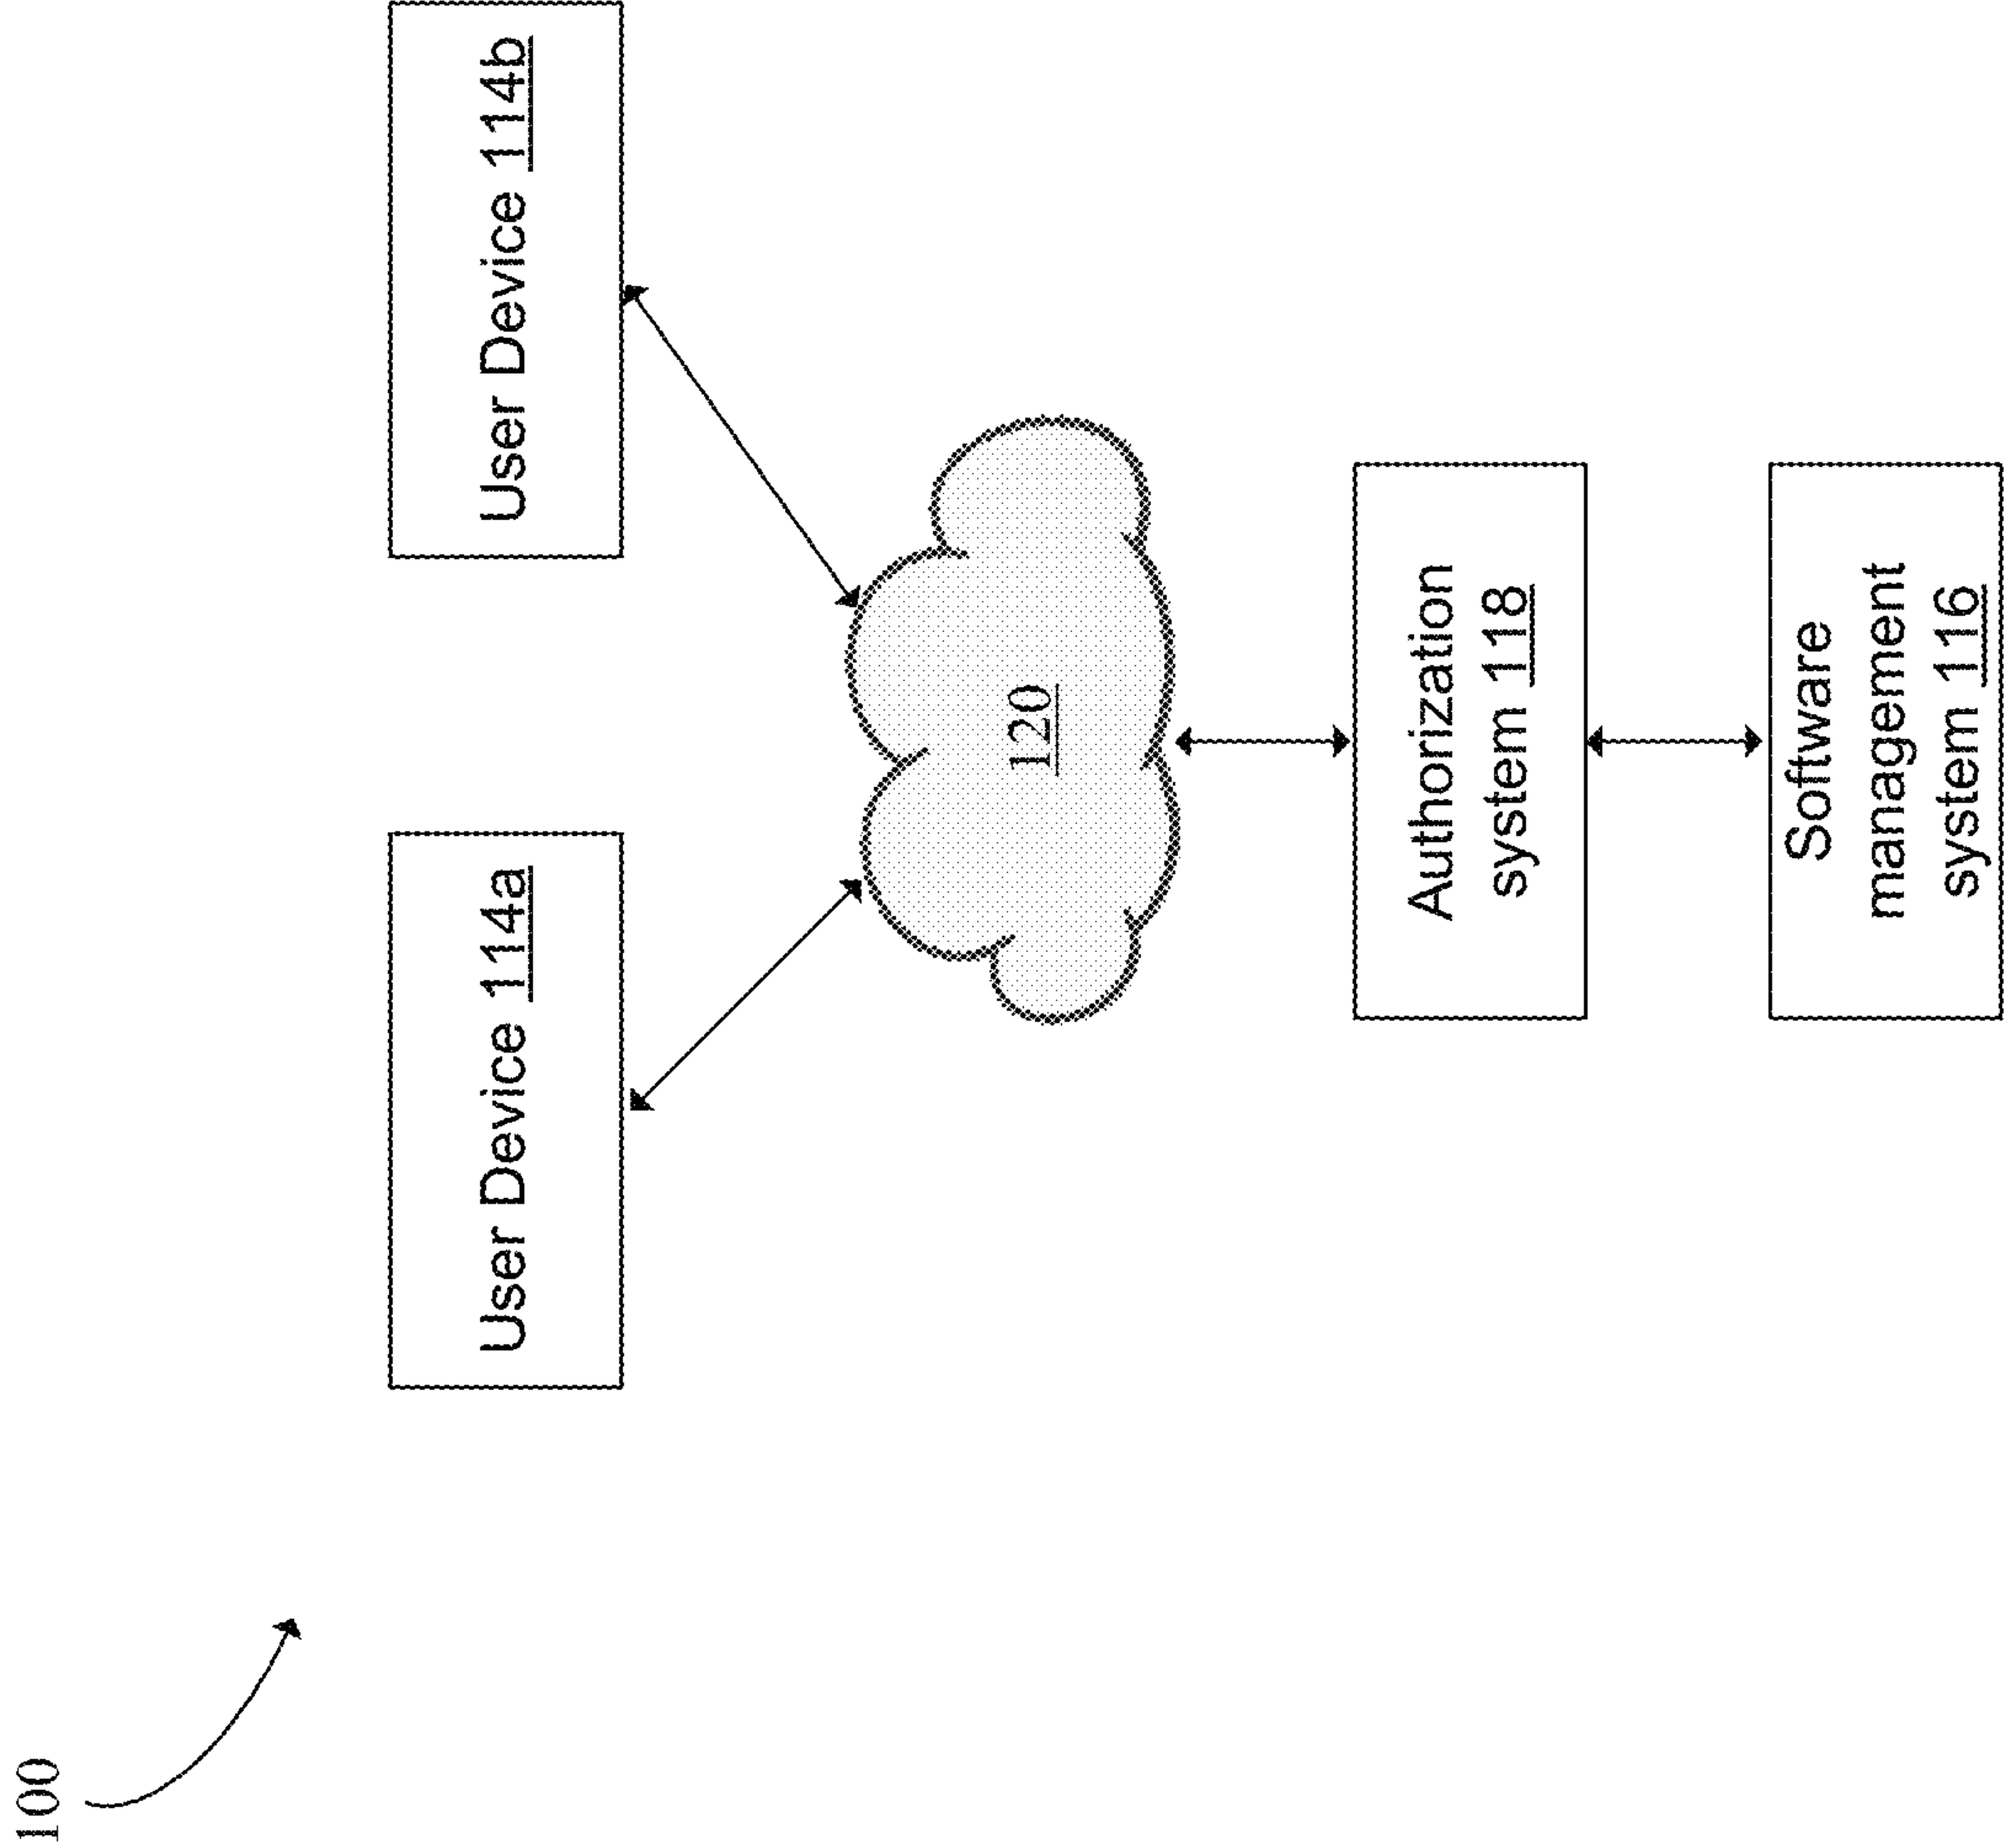 100
User Device 114a
User Device 114b
120
Authorization
system 118
Software
management
system 116